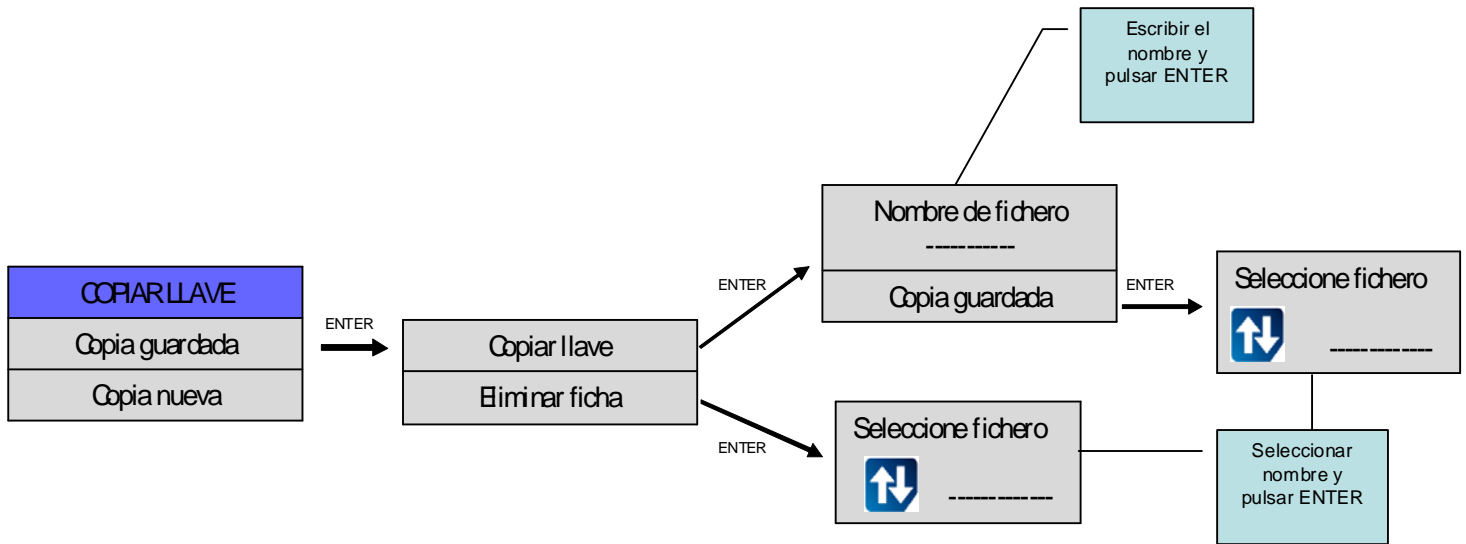 Escribir el
nombre y
pulsar ENTER
Nombre de fichero
-----------
Copia guardada
ENTER
ENTER
Seleccione fichero
-------------
COPIAR LLAVE
Copia guardada
Copia nueva
ENTER
Copiar llave
Eliminar ficha
ENTER
Seleccione fichero
-------------
Seleccionar
nombre y
pulsar ENTER